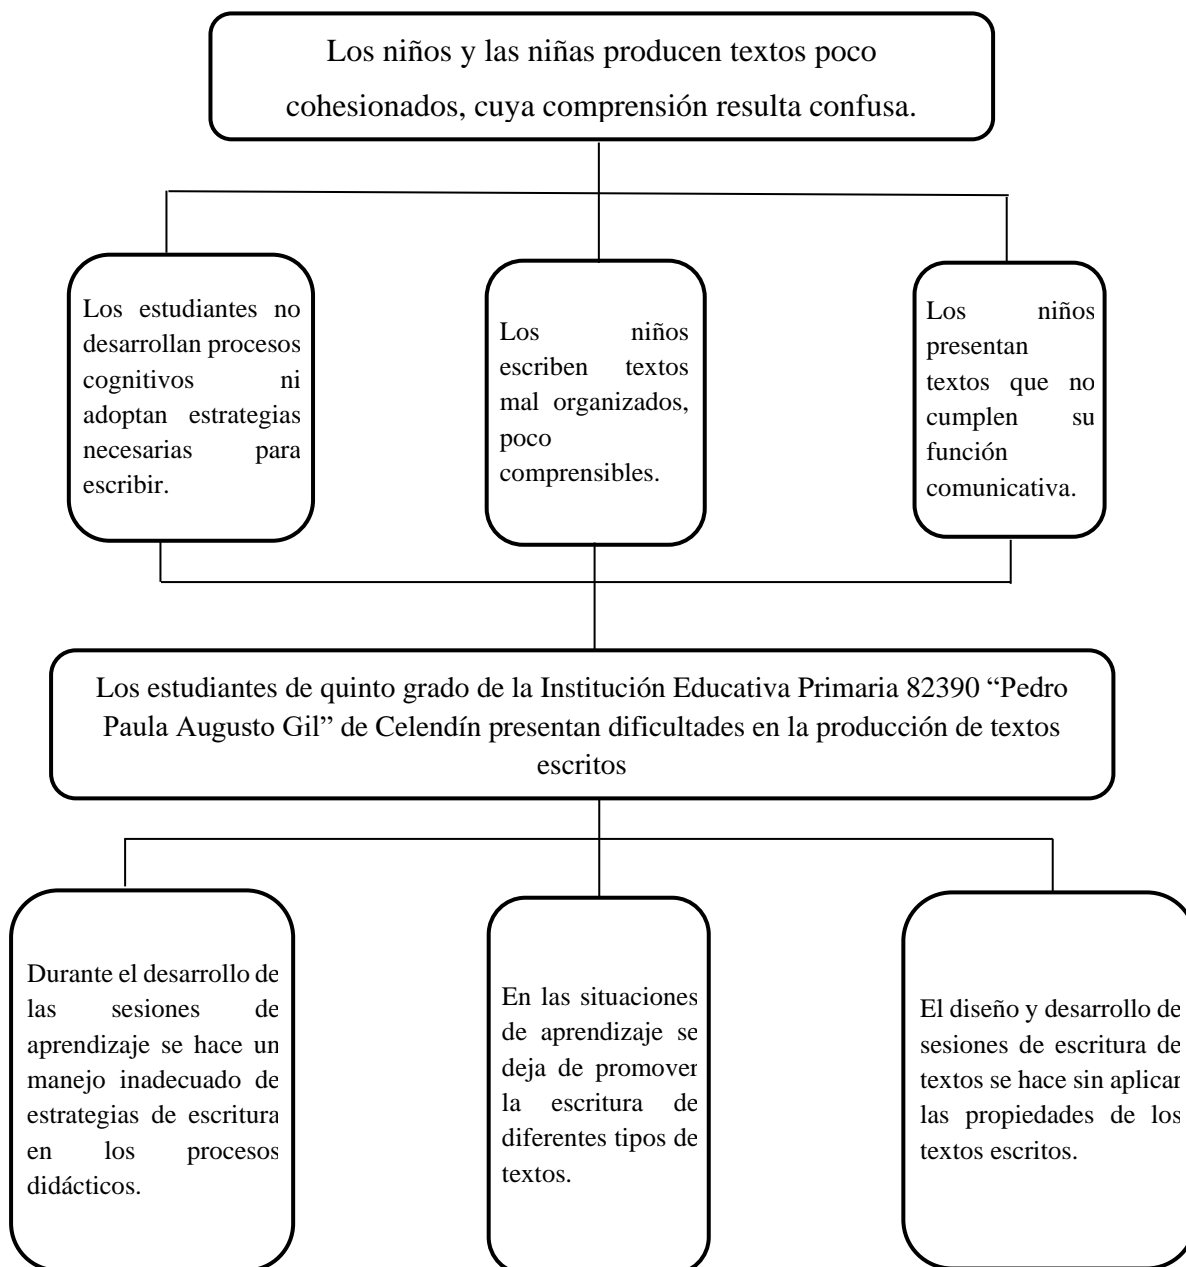 Los niños y las niñas producen textos poco
cohesionados, cuya comprensión resulta confusa.
Los estudiantes no
desarrollan procesos
cognitivos ni
adoptan estrategias
necesarias para
escribir.
Los niños
escriben textos
mal organizados,
poco
comprensibles.
Los niños
presentan
textos que no
cumplen su
función
comunicativa.
Los estudiantes de quinto grado de la Institución Educativa Primaria 82390 “Pedro
Paula Augusto Gil” de Celendín presentan dificultades en la producción de textos
escritos
Durante el desarrollo de
las sesiones de
aprendizaje se hace un
manejo inadecuado de
estrategias de escritura
en los procesos
didácticos.
En las situaciones
de aprendizaje se
deja de promover
la escritura de
diferentes tipos de
textos.
El diseño y desarrollo de
sesiones de escritura de
textos se hace sin aplicar
las propiedades de los
textos escritos.